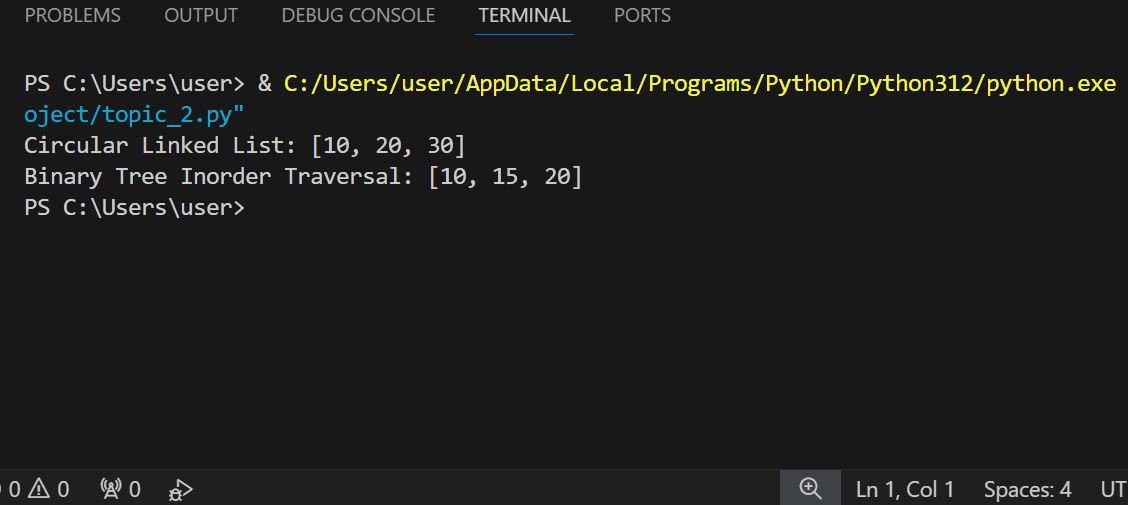 PROBLEMS OUTPUT DEBUG CONSOLE TERMINAL PORTS
PS C:\Users\user> & C:/Users/user/AppData/Local/Programs/Python/Python312/python.exe
oject/topic_2.py"
Circular Linked List: [10, 20, 30]
Binary Tree Inorder Traversal: [10, 15, 20]
PS C:\Users\user>
0 0 0 Ln 1, Col 1 Spaces: 4 UT